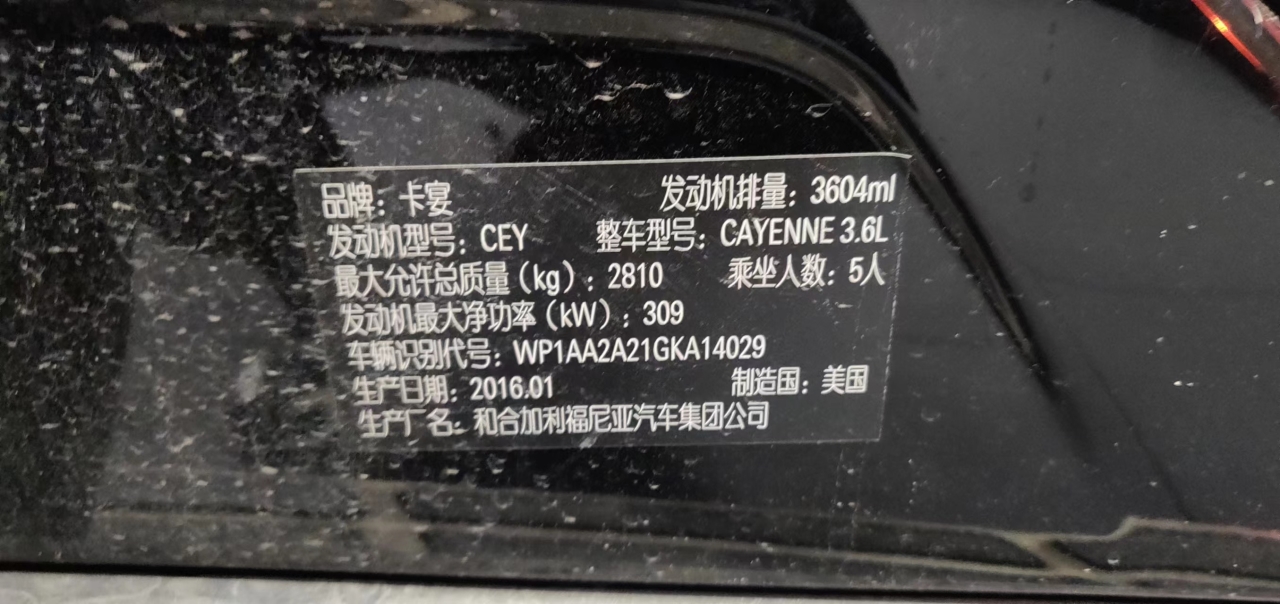 品牌：卡宴 发动机排量：3604ml
发动机型号：CEY 整车型号：CAYENNE 3.6L
最大允许总质量（kg）：2810 乘坐人数：5人
发动机最大净功率（kW）：309
车辆识别代号：WP1AA2A21GKA14029
生产日期：2016.01 制造国：美国
生产厂名：和合加利福尼亚汽车集团公司